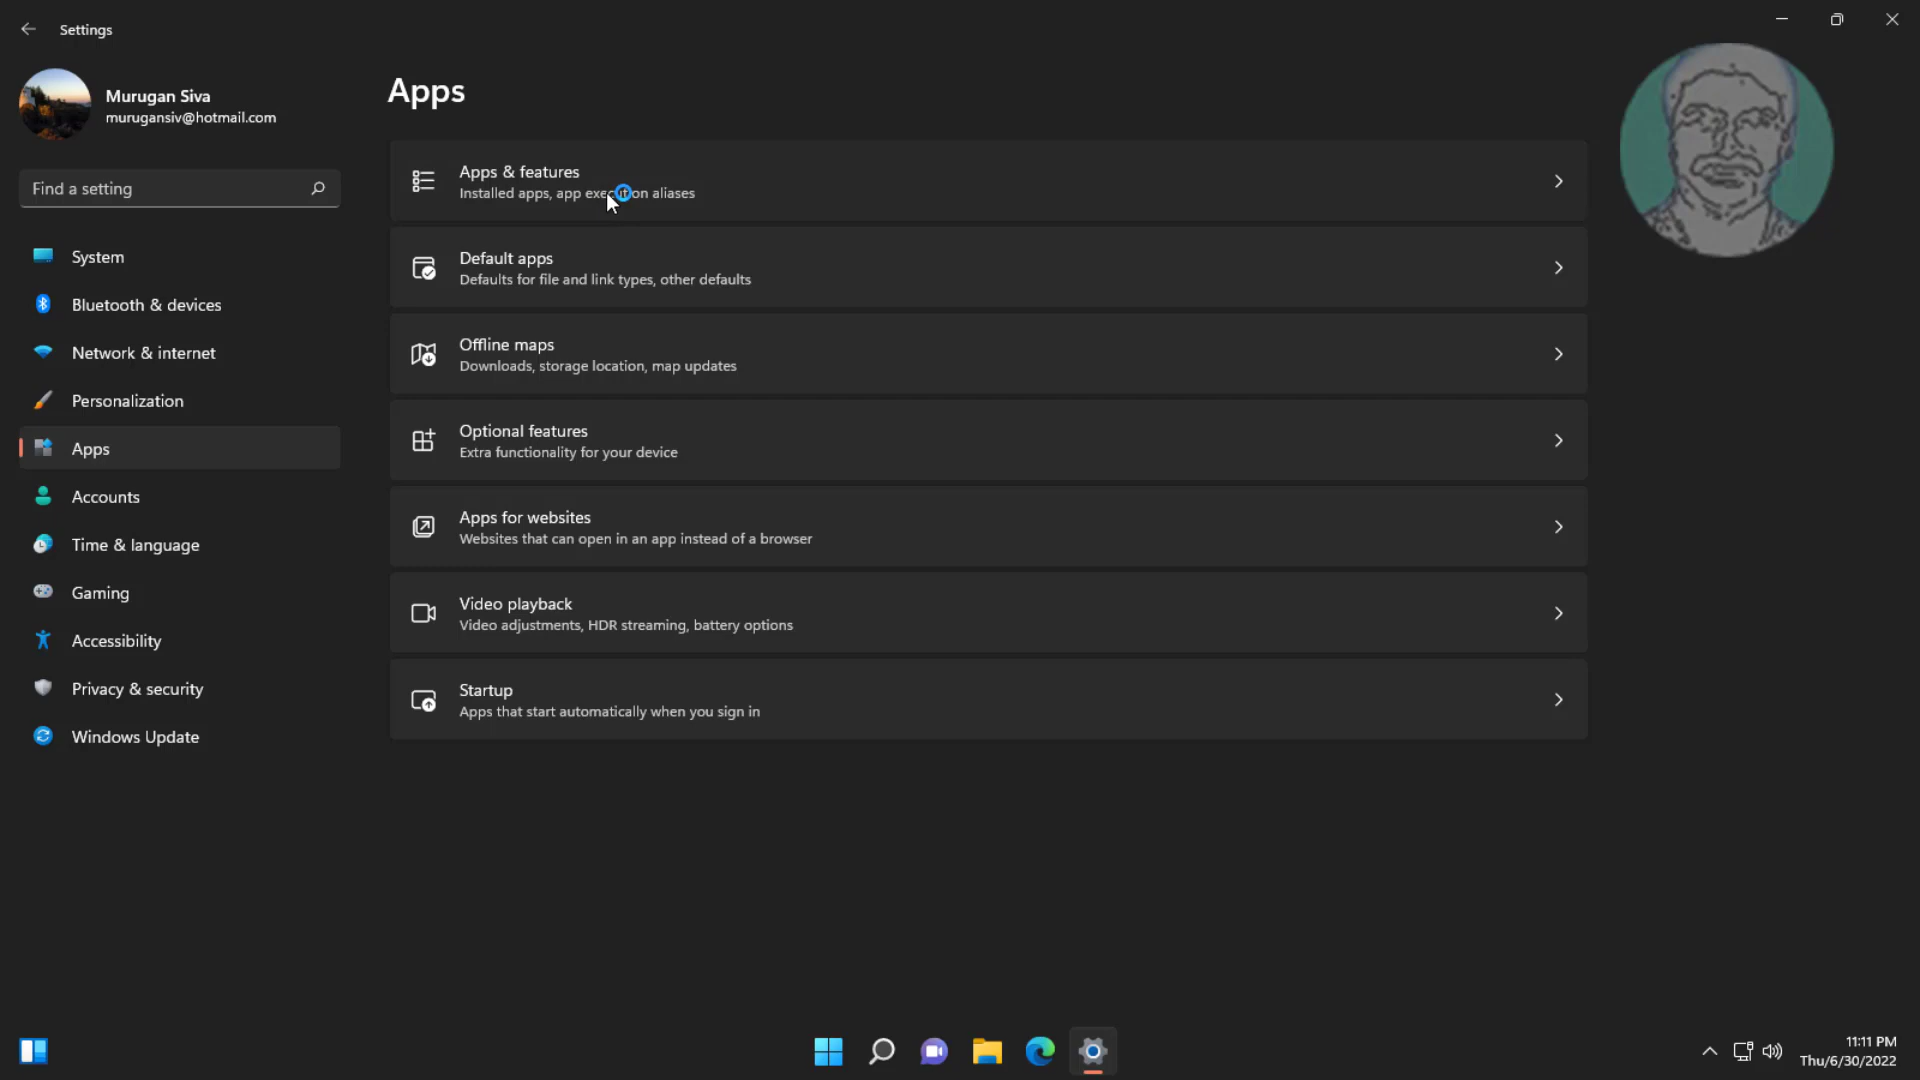 Settings
Murugan Siva
murugansiv@hotmail.com
Find a setting
System
Bluetooth & devices
Network & internet
Personalization
Apps
Accounts
Time & language
Gaming
Accessibility
Privacy & security
Windows Update
Apps
Apps & features
Installed apps, app execution aliases
Default apps
Defaults for file and link types, other defaults
Offline maps
Downloads, storage location, map updates
Optional features
Extra functionality for your device
Apps for websites
Websites that can open in an app instead of a browser
Video playback
Video adjustments, HDR streaming, battery options
Startup
Apps that start automatically when you sign in
11:11 PM
Thu/6/30/2022